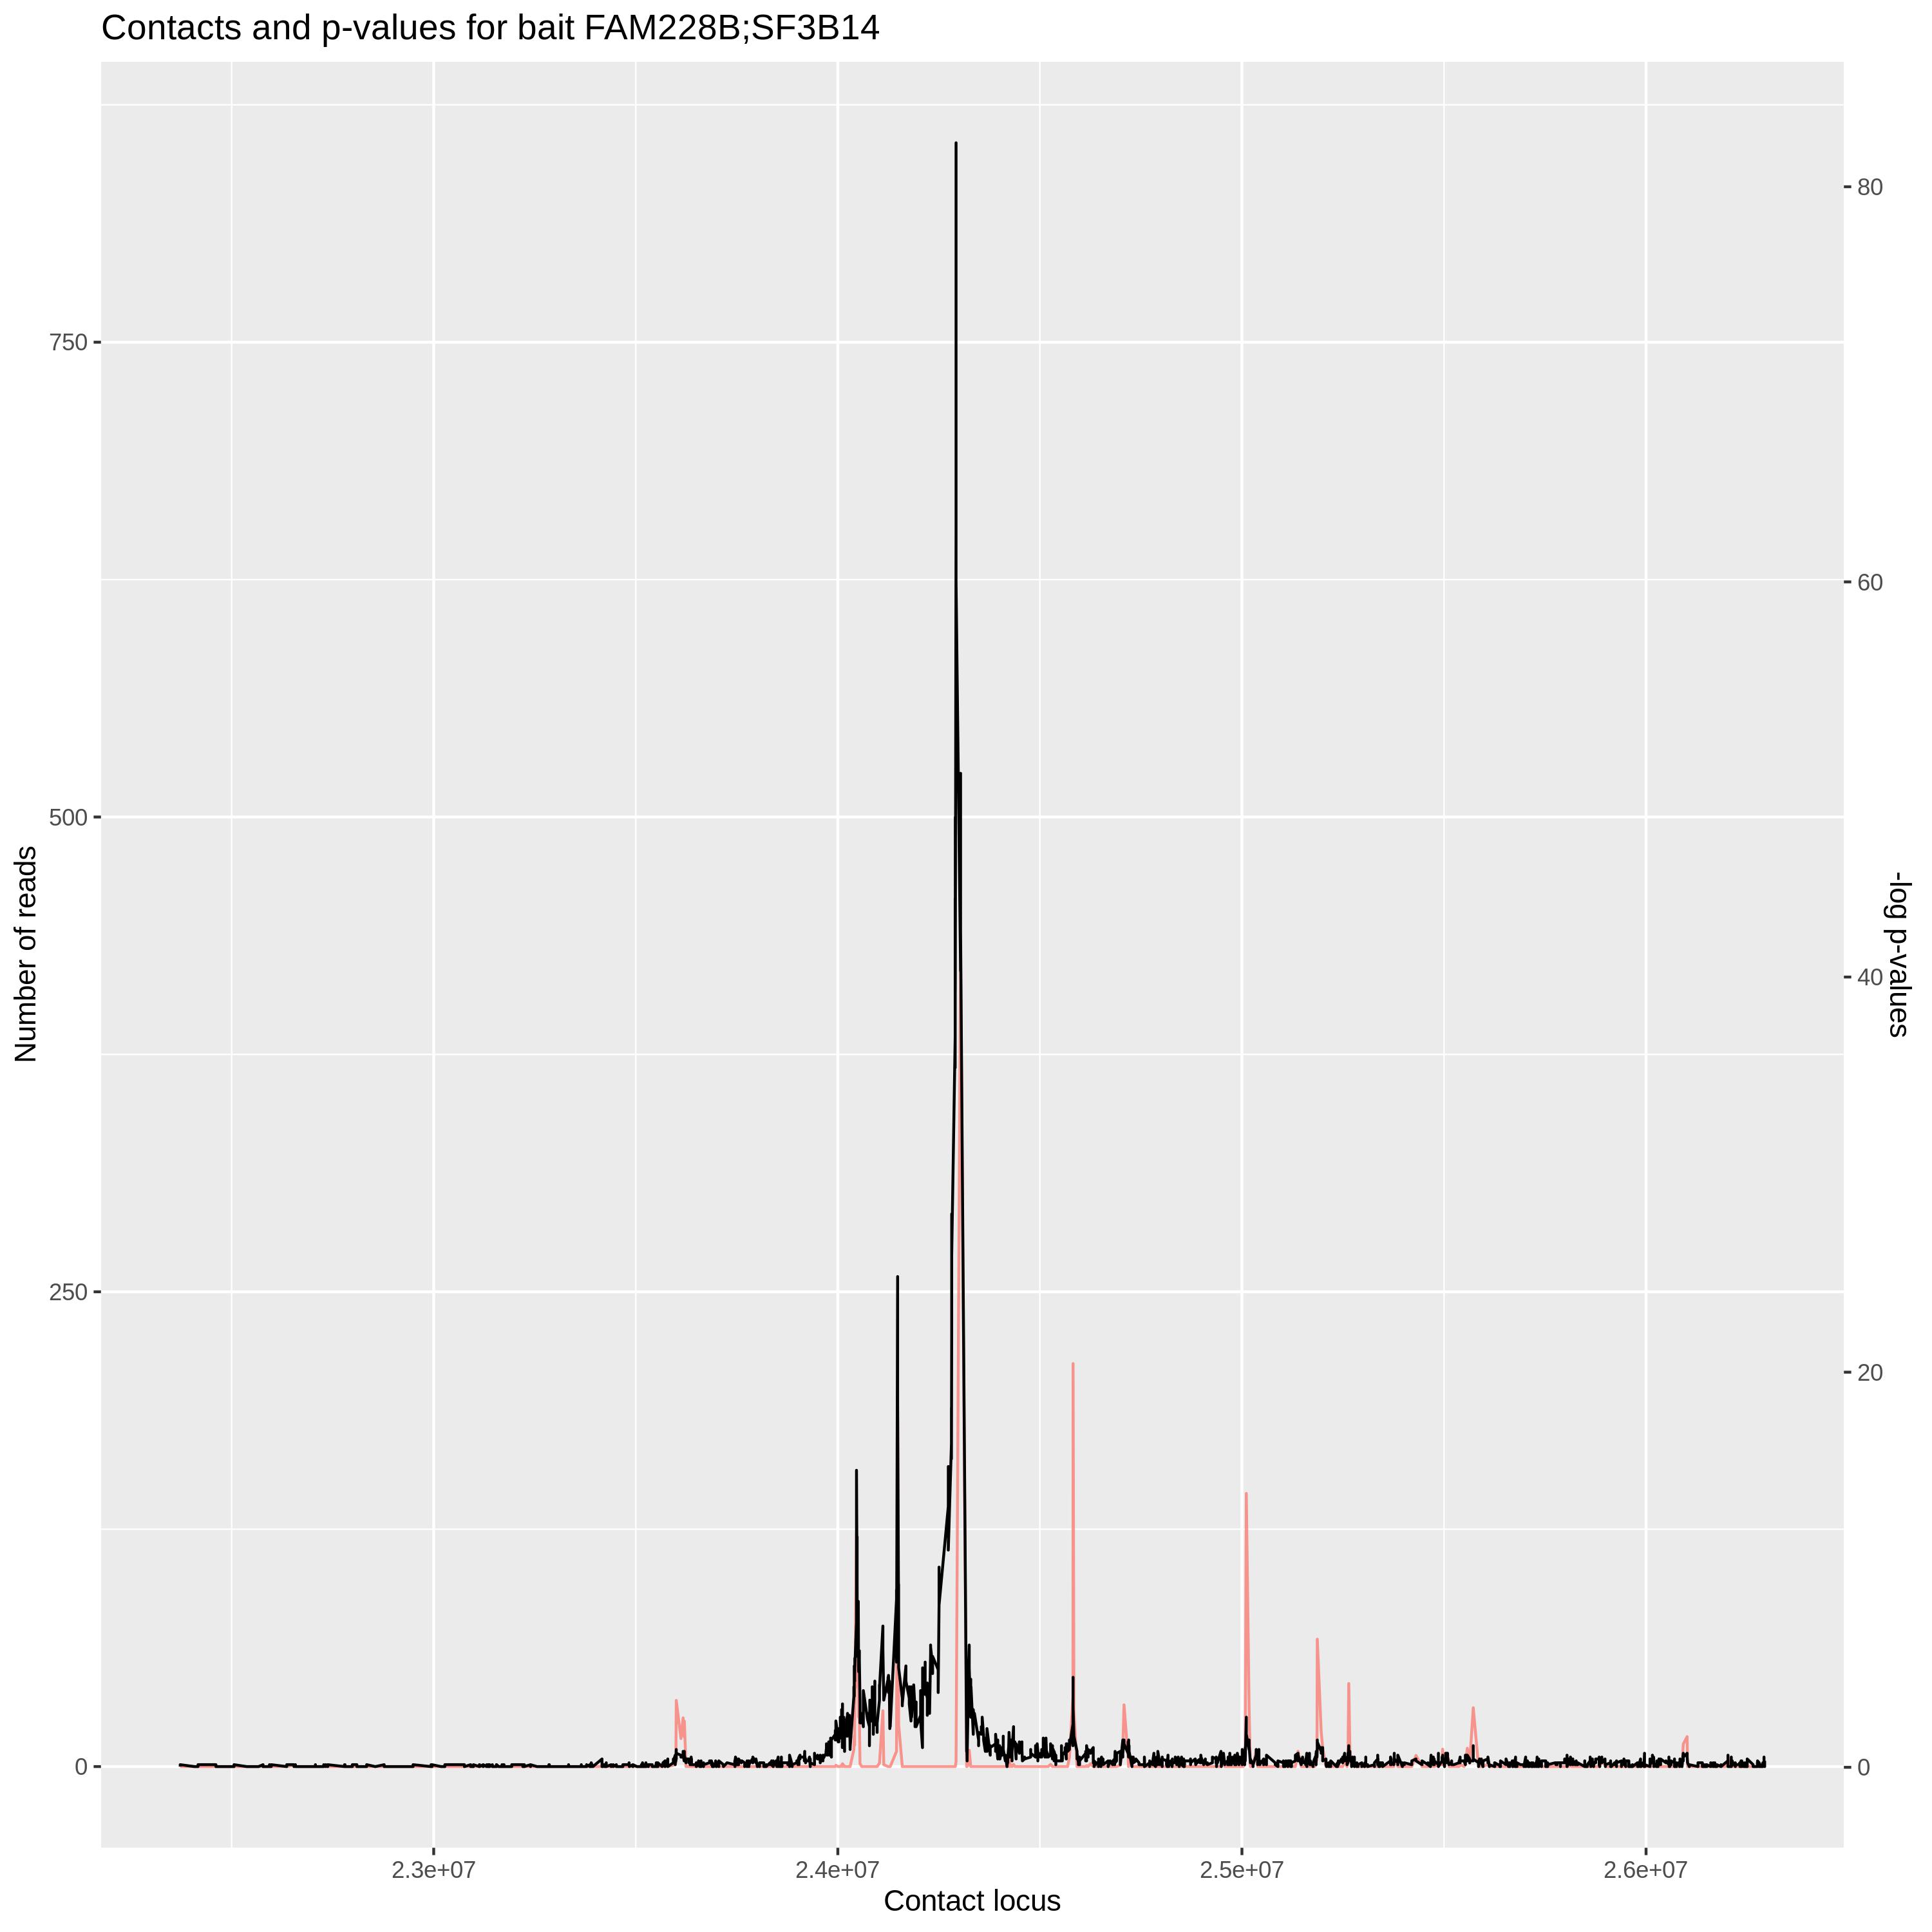 Contacts and p-values for bait FAM228B;SF3B14
80
750
60
500
Number of reads
-log p-values
40
250
20
0
0
2.3e+07
2.4e+07
2.5e+07
2.6e+07
Contact locus